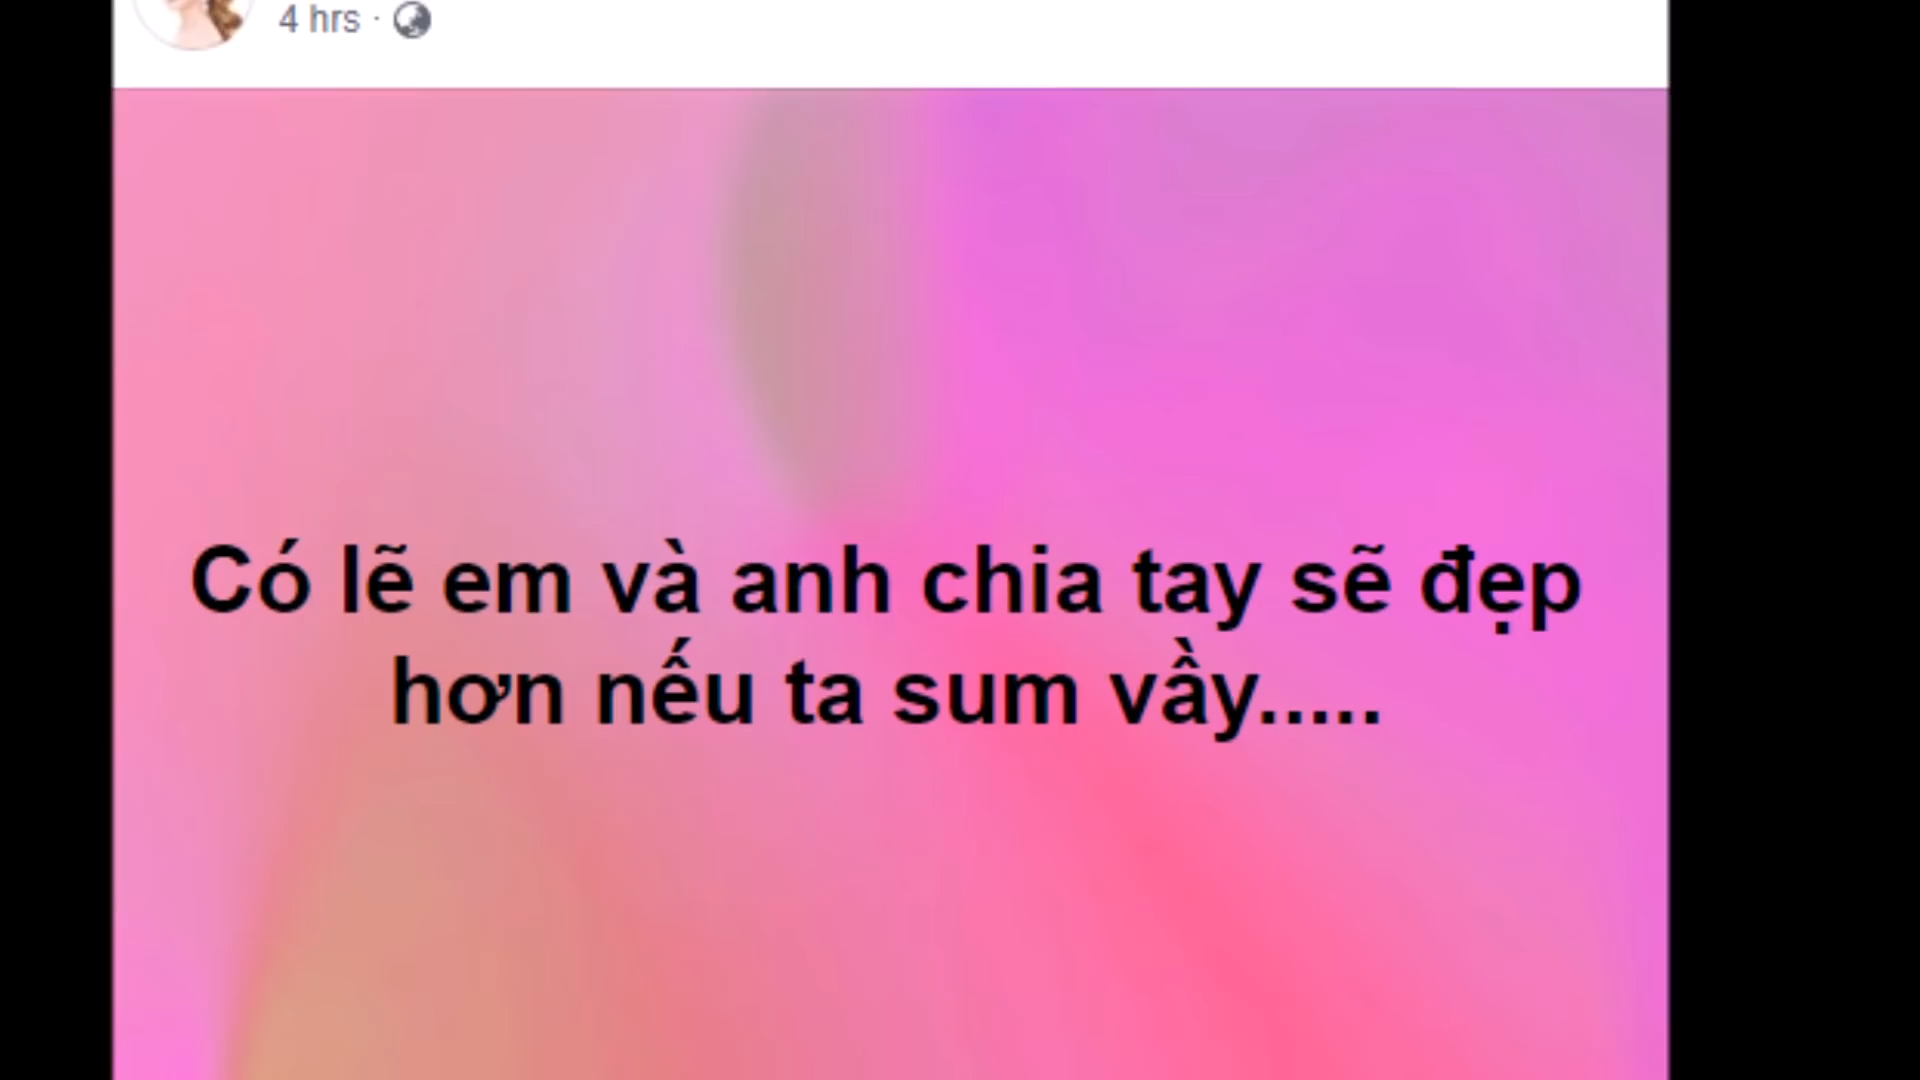 4 hrs ·
Có lẽ em và anh chia tay sẽ đẹp
hơn nếu ta sum vầy.....